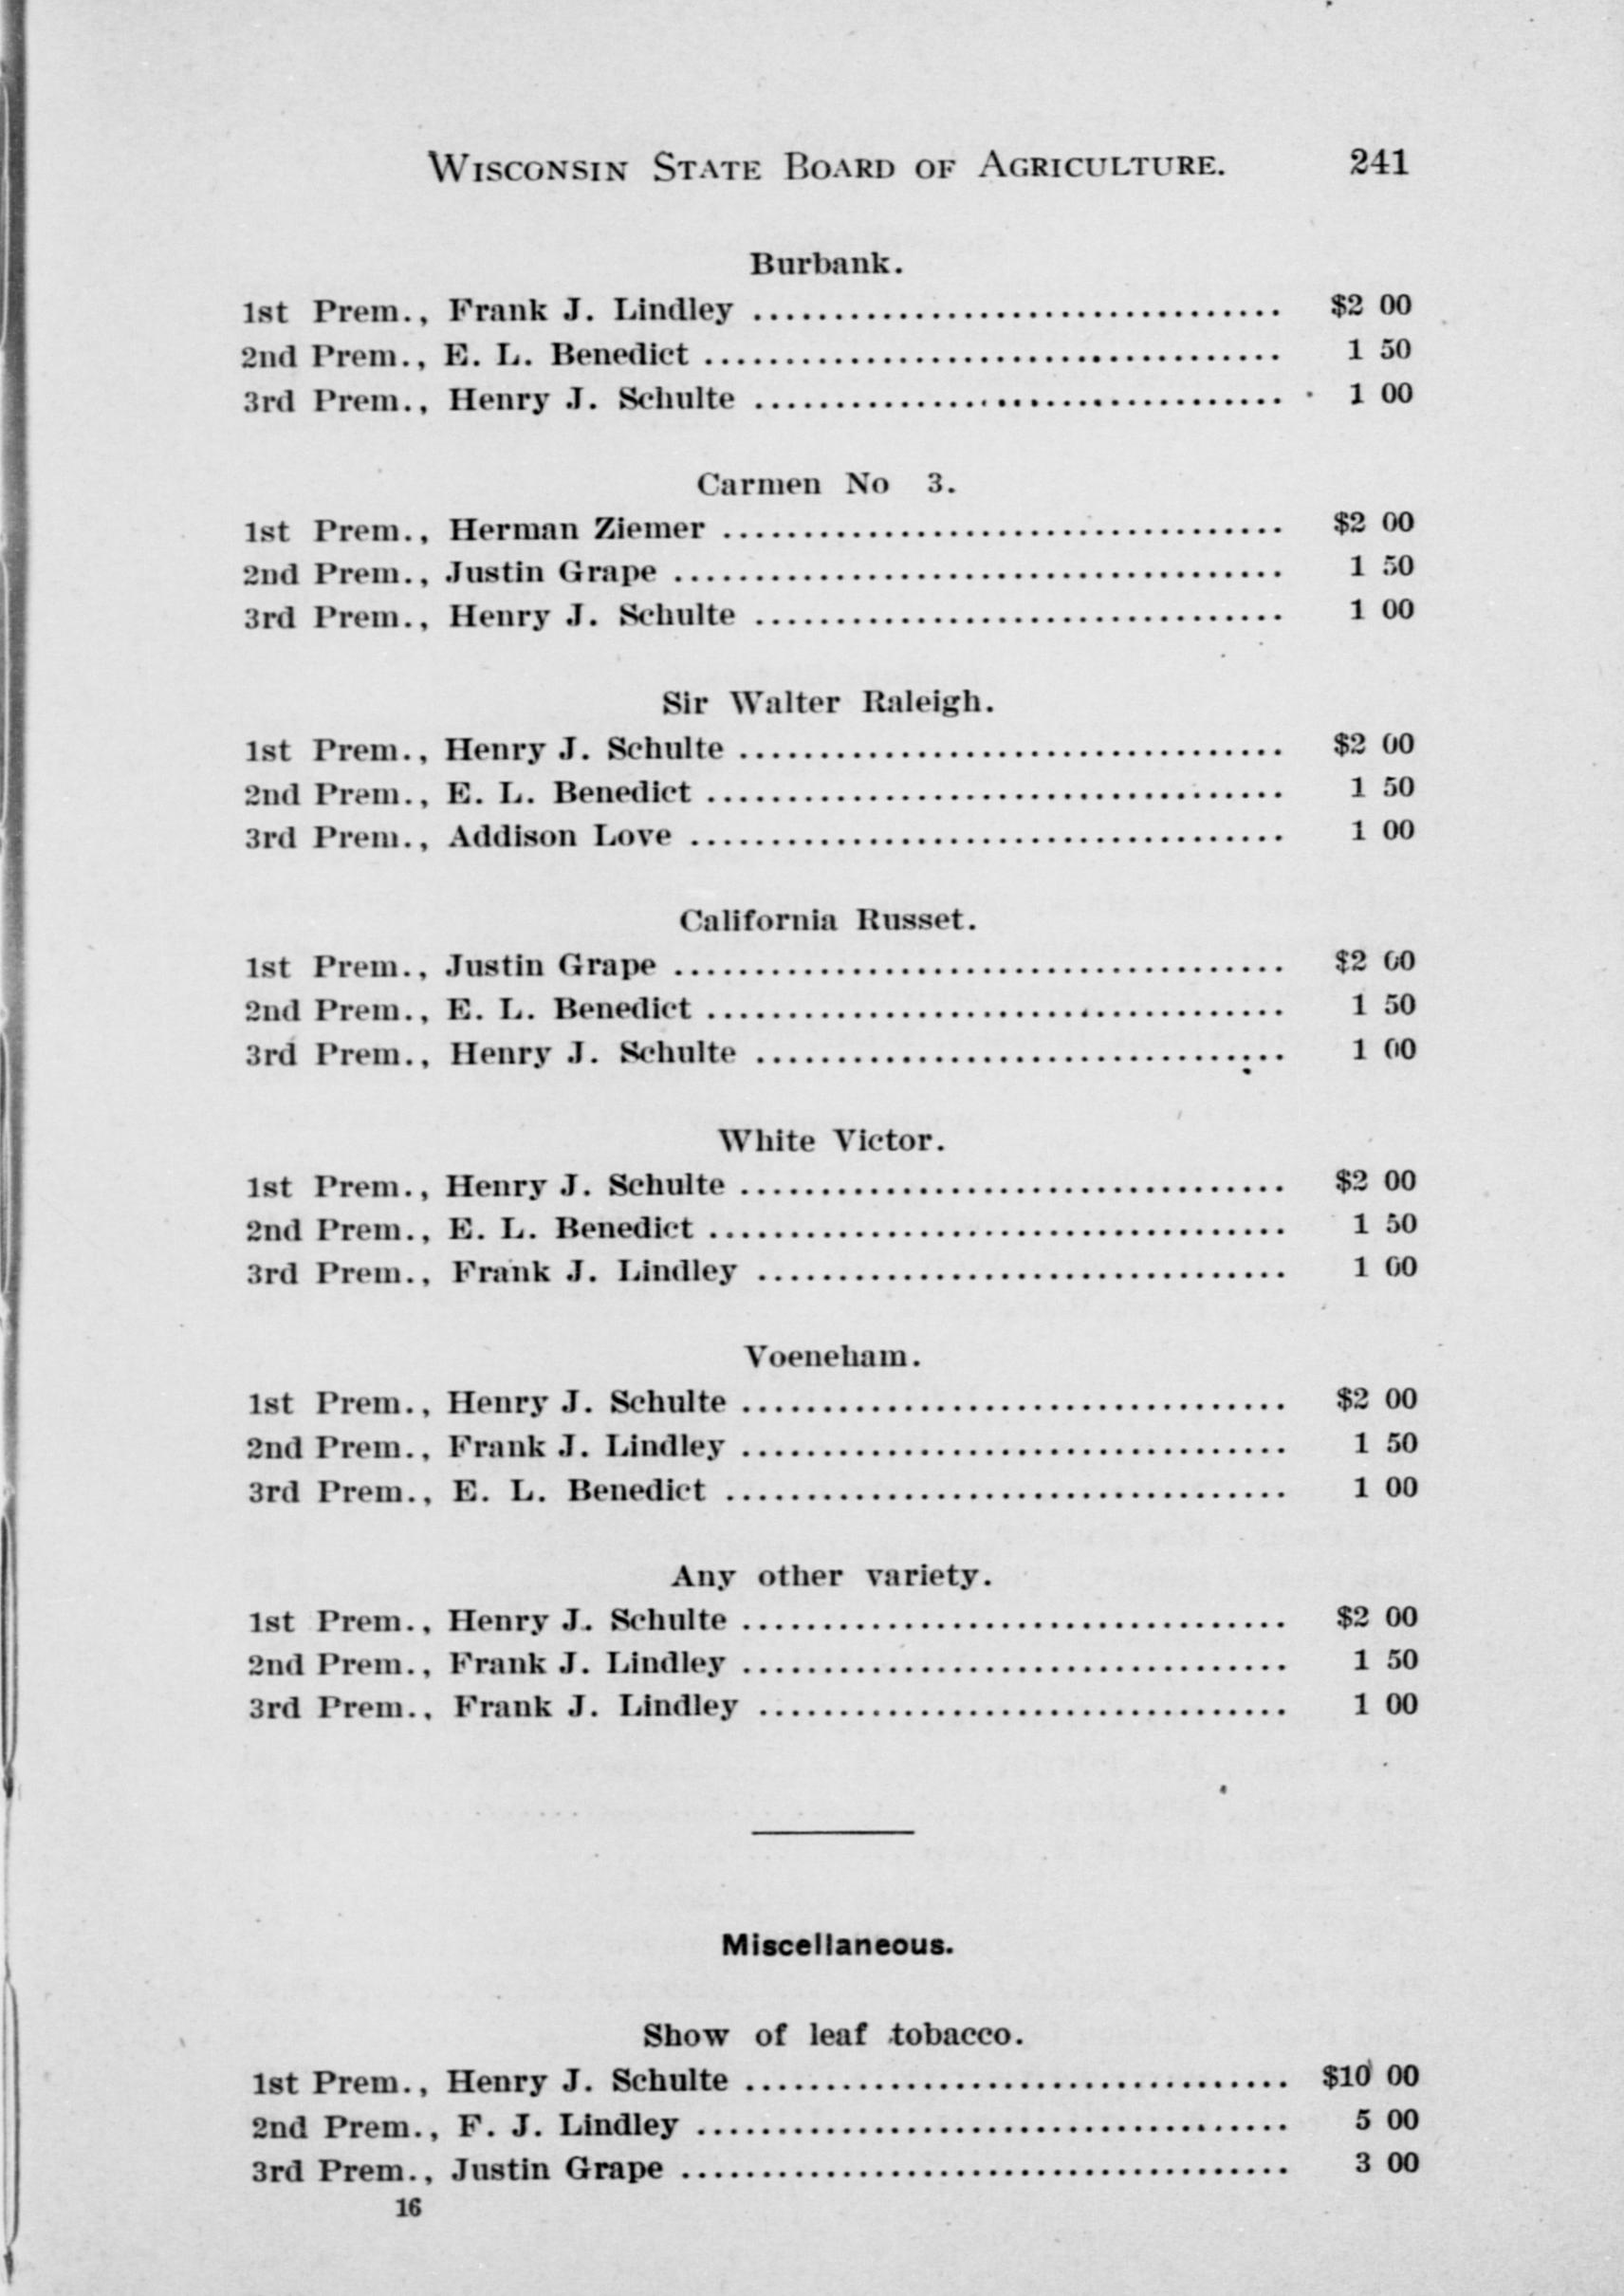 WISCONSIN STATE BOARD OF AGRICULTURE. 241
Burbank.
1st Prem., Frank J. Lindley ................................. $2 00
2nd Prem., E. L. Benedict .................................... 1 50
3rd Prem., Henry J. Schulte ................................. 1 00
Carmen No 3.
1st Prem., Herman Ziemer ................................... $2 00
2nd Prem., Justin Grape ...................................... 1 50
3rd Prem., Henry J. Schulte ................................. 1 00
Sir Walter Raleigh.
1st Prem., Henry J. Schulte .................................. $2 00
2nd Prem., E. L. Benedict .................................... 1 50
3rd Prem., Addison Love ..................................... 1 00
California Russet.
1st Prem., Justin Grape ...................................... $2 00
2nd Prem., E. L. Benedict .................................... 1 50
3rd Prem., Henry J. Schulte ................................. 1 00
White Victor.
1st Prem., Henry J. Schulte .................................. $2 00
2nd Prem., E. L. Benedict .................................... 1 50
3rd Prem., Frank J. Lindley ................................. 1 00
Voeneham.
1st Prem., Henry J. Schulte .................................. $2 00
2nd Prem., Frank J. Lindley .................................. 1 50
3rd Prem., E. L. Benedict ................................... 1 00
Any other variety.
1st Prem., Henry J. Schulte .................................. $2 00
2nd Prem., Frank J. Lindley .................................. 1 50
3rd Prem., Frank J. Lindley ................................. 1 00
Miscellaneous.
Show of leaf tobacco.
1st Prem., Henry J. Schulte .................................. $10 00
2nd Prem., F. J. Lindley ..................................... 5 00
3rd Prem., Justin Grape ...................................... 3 00
16